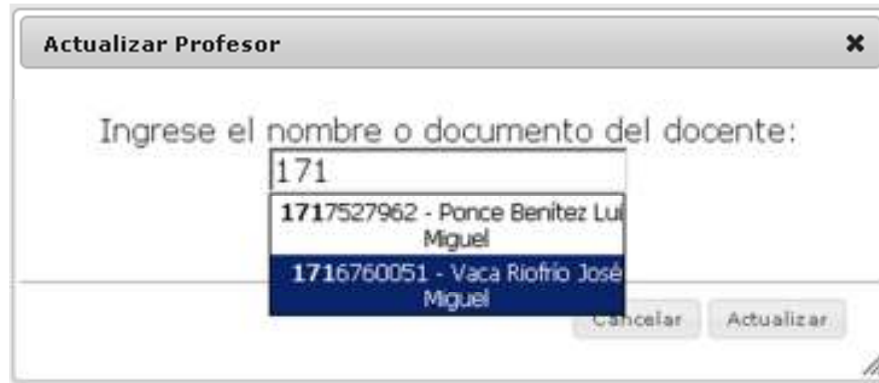 Actualizar Profesor
Ingrese el nombre o documento del docente:
171
1717527962 - Ponce Benítez Lui
Miguel
1716760051 - Vaca Riofrio José
Miguel
Cancelar Actualizar